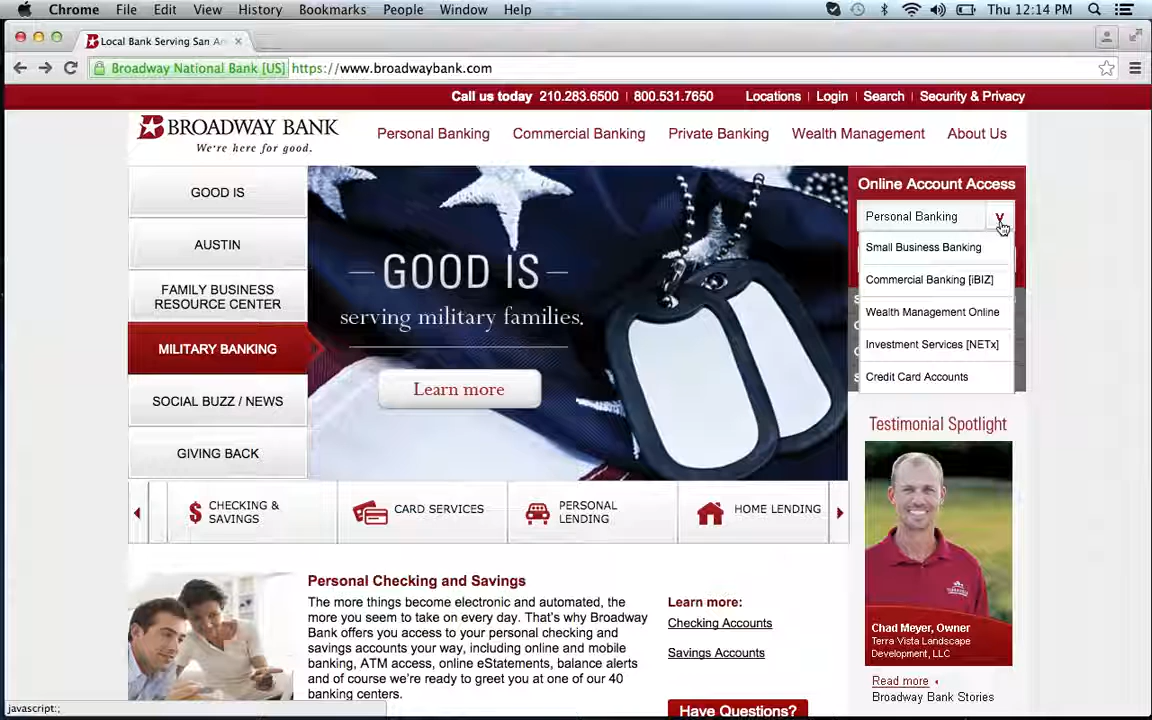 Chrome File Edit View History Bookmarks People Window Help Thu 12:14 PM
Local Bank Serving San An
Broadway National Bank [US] https://www.broadwaybank.com
Call us today 210.283.6500 | 800.531.7650 Locations | Login | Search | Security & Privacy
BROADWAY BANK
We're here for good.
Personal Banking Commercial Banking Private Banking Wealth Management About Us
GOOD IS
AUSTIN
FAMILY BUSINESS
RESOURCE CENTER
MILITARY BANKING
SOCIAL BUZZ / NEWS
GIVING BACK
GOOD IS
serving military families.
Learn more
Online Account Access
Personal Banking
Small Business Banking
Commercial Banking [iBIZ]
Wealth Management Online
Investment Services [NETx]
Credit Card Accounts
CHECKING &
SAVINGS
CARD SERVICES
PERSONAL
LENDING
HOME LENDING
Testimonial Spotlight
Chad Meyer, Owner
Terra Vista Landscape
Development, LLC
Read more
Broadway Bank Stories
Personal Checking and Savings
The more things become electronic and automated, the
more you seem to take on every day. That's why Broadway
Bank offers you access to your personal checking and
savings accounts your way, including online and mobile
banking, ATM access, online eStatements, balance alerts
and of course we're ready to greet you at one of our 40
banking centers.
Learn more:
Checking Accounts
Savings Accounts
Have Questions?
javascript:;